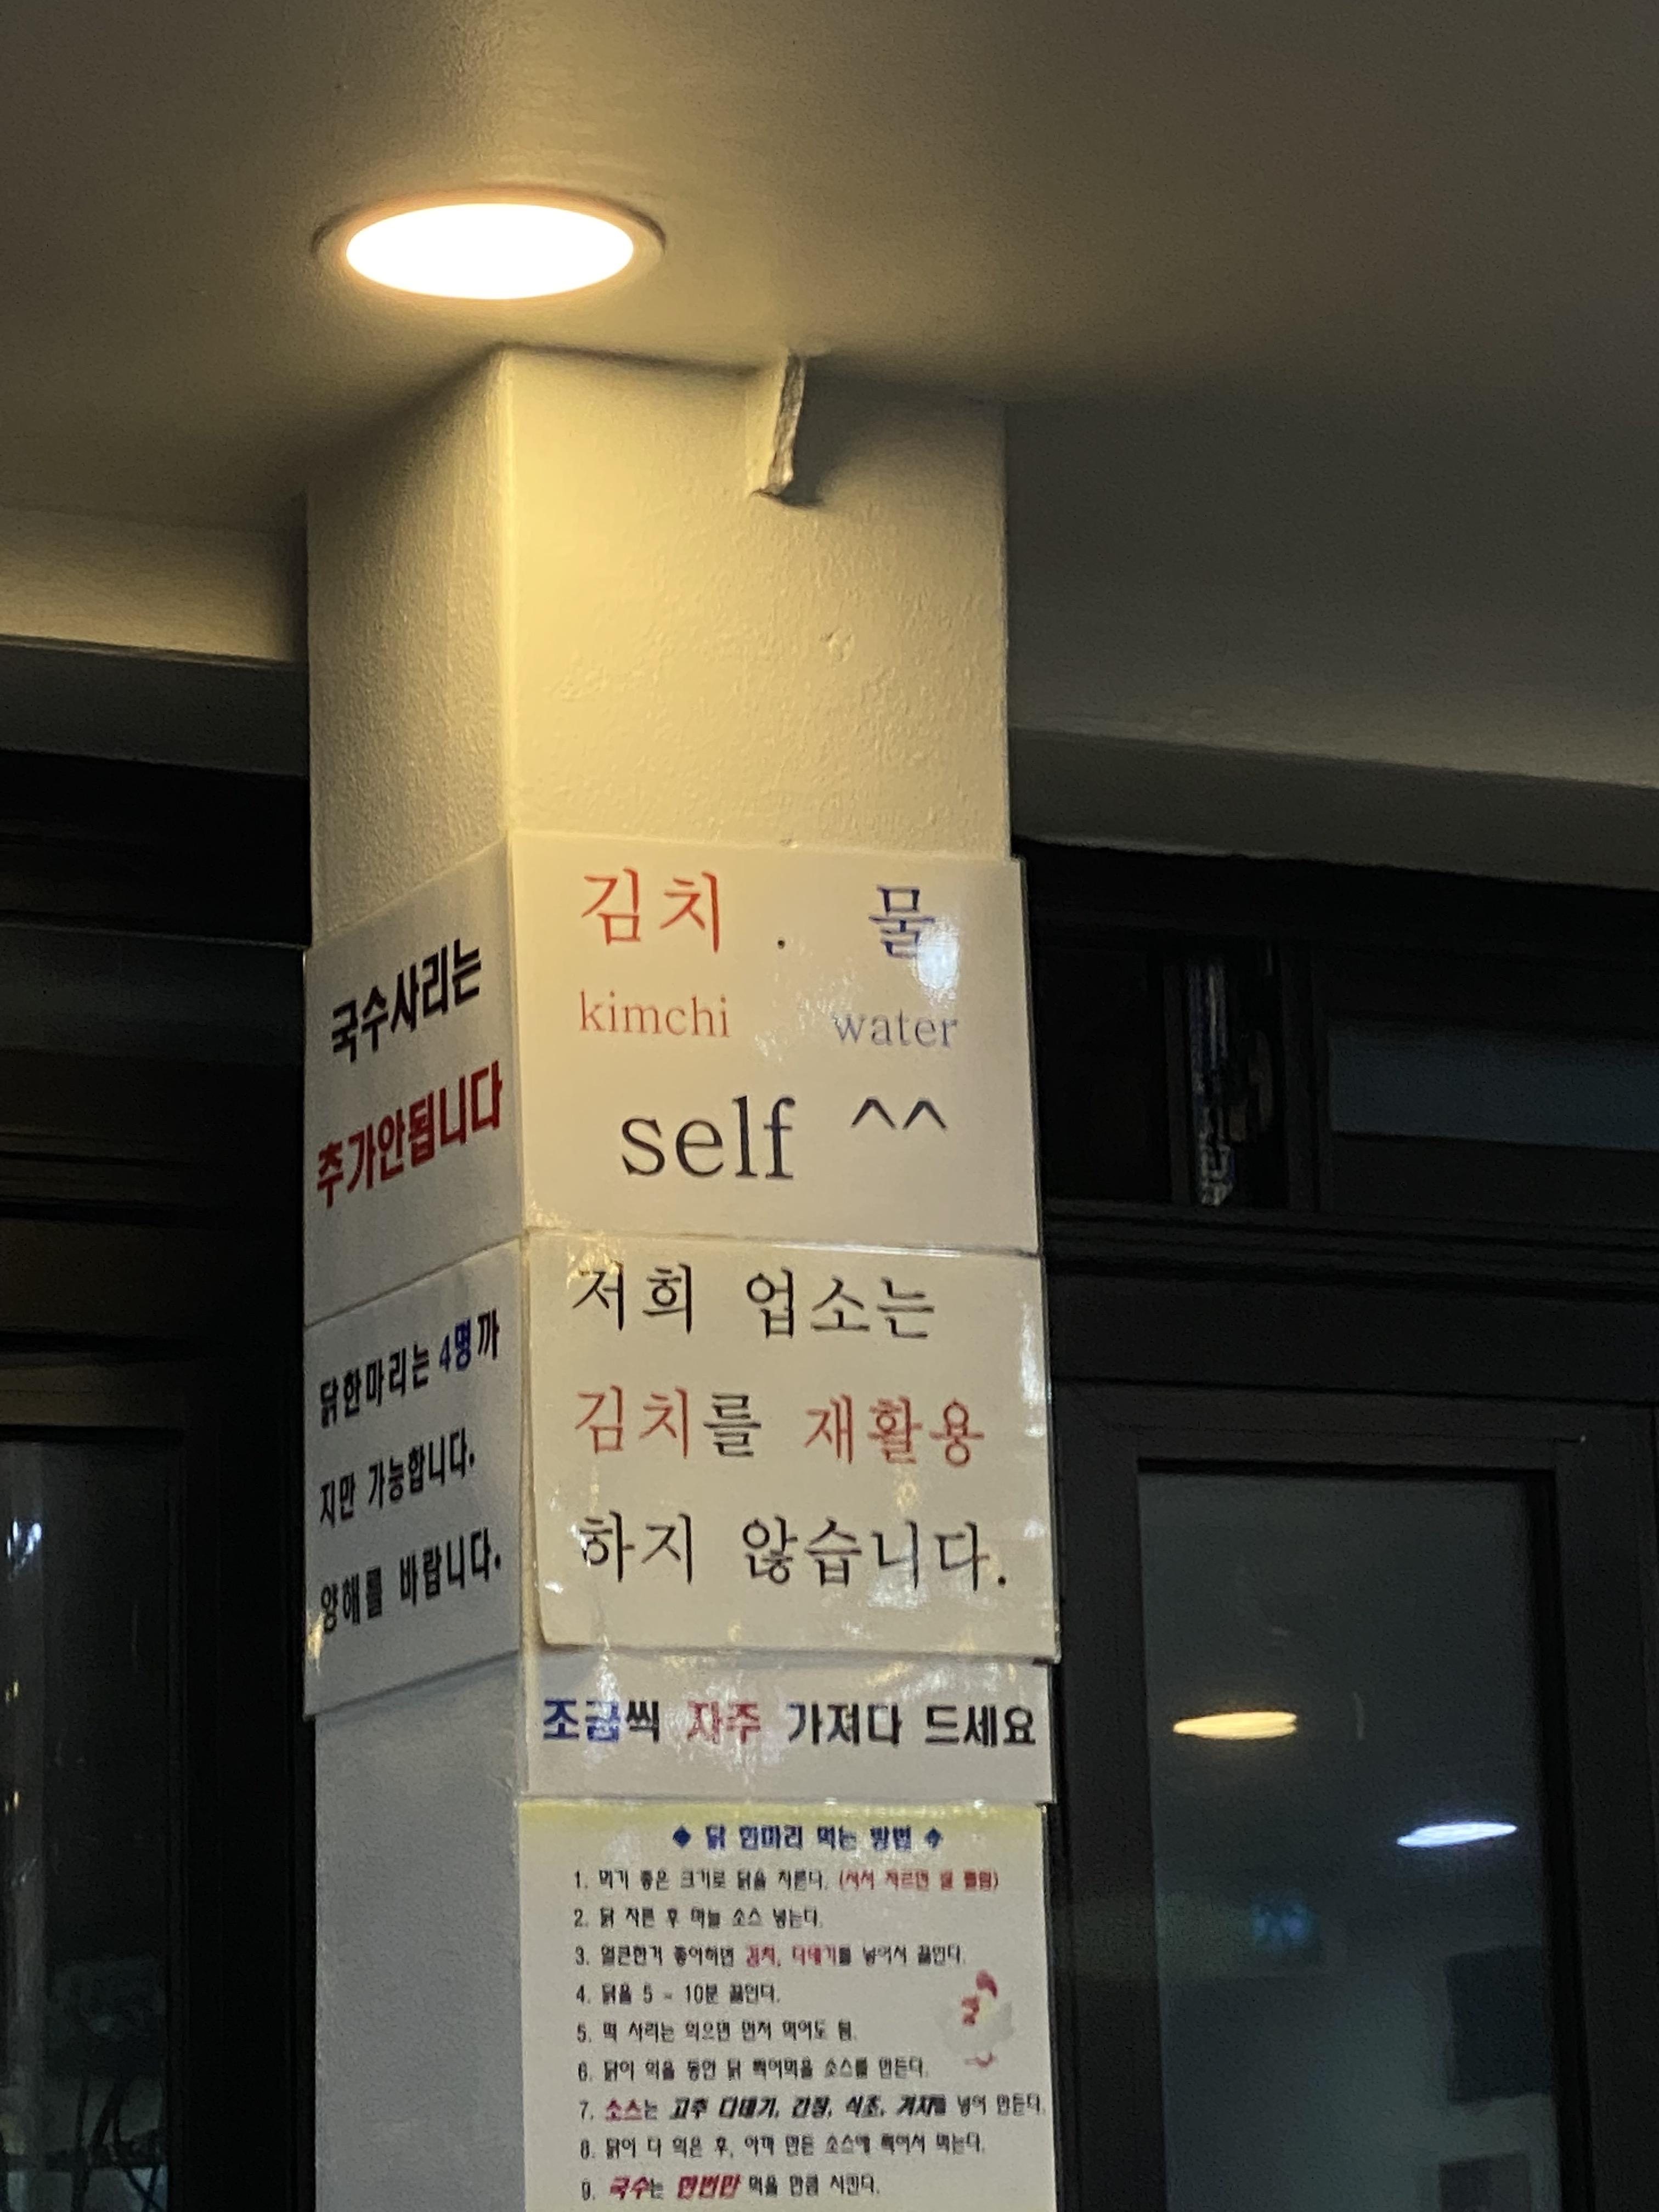 국수사리는
추가안됩니다
닭한마리는 4명까
지만 가능합니다.
양해를 바랍니다.
김치 . 물
kimchi water
self ^^
저희 업소는
김치를 재활용
하지 않습니다.
조금씩 자주 가져다 드세요
◆ 닭 한마리 먹는 방법 ◆
1. 먹기 좋은 크기로 닭을 자른다. (서서 자르면 덜 튐)
2. 닭 자른 후 마늘 소스 넣는다.
3. 얼큰한거 좋아하면 김치, 다데기를 넣어서 끓인다.
4. 닭을 5 ~ 10분 끓인다.
5. 떡 사리는 익으면 먼저 먹어도 됨.
6. 닭이 익을 동안 닭 찍어먹을 소스를 만든다.
7. 소스는 고추 다데기, 간장, 식초, 겨자를 넣어 만든다.
8. 닭이 다 익은 후, 아까 만든 소스에 찍어서 먹는다.
9. 국수는 한번만 먹을 만큼 시킨다.